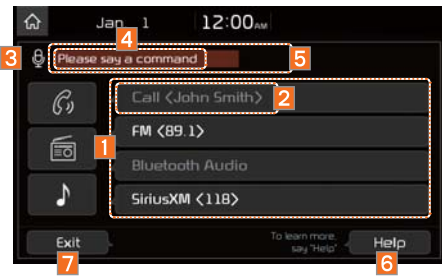 Jan 1 12:00AM
4
3 Please say a command 5
Call <John Smith> 2
1 FM <89.1>
Bluetooth Audio
SiriusXM <118>
Exit To learn more, say "Help" Help
7 6